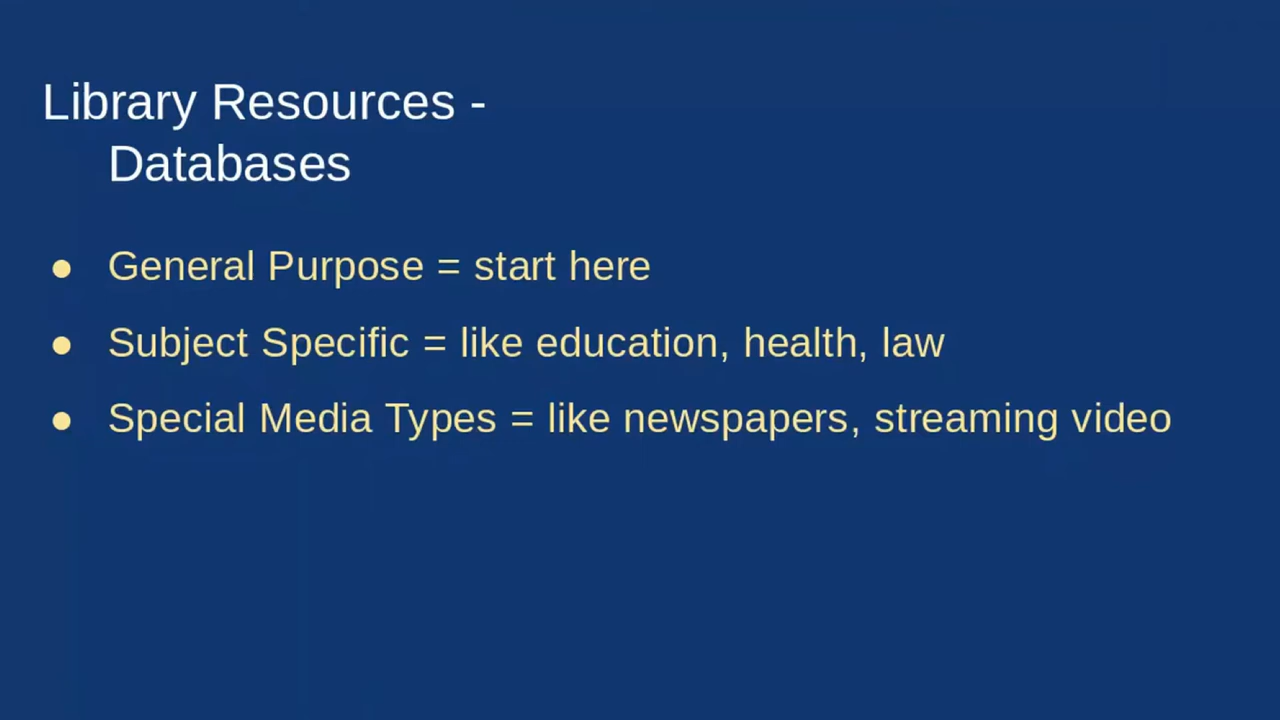 Library Resources -
Databases
● General Purpose = start here
● Subject Specific = like education, health, law
● Special Media Types = like newspapers, streaming video